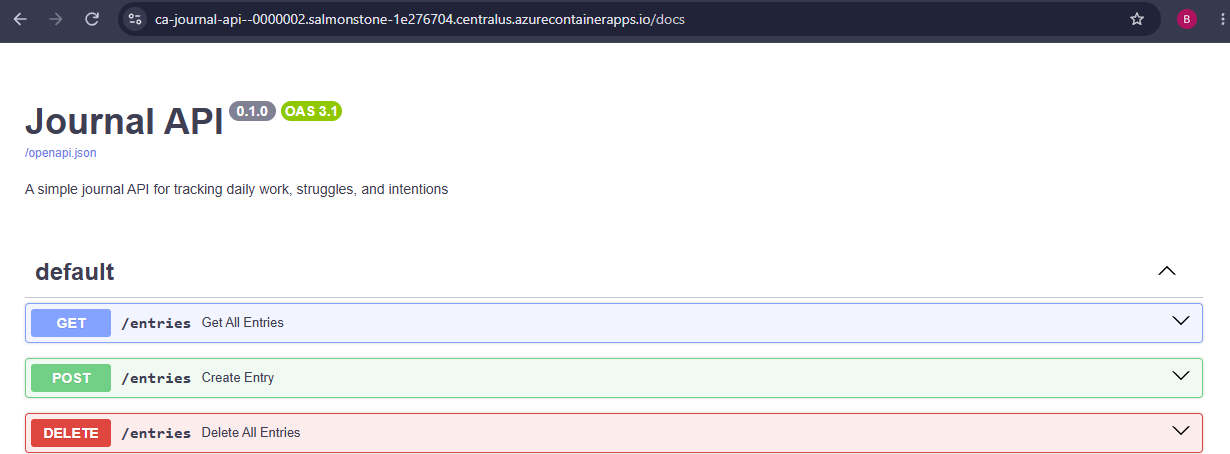 ca-journal-api--0000002.salmonstone-1e276704.centralus.azurecontainerapps.io/docs
B
Journal API 0.1.0 OAS 3.1
/openapi.json
A simple journal API for tracking daily work, struggles, and intentions
default
GET /entries Get All Entries
POST /entries Create Entry
DELETE /entries Delete All Entries